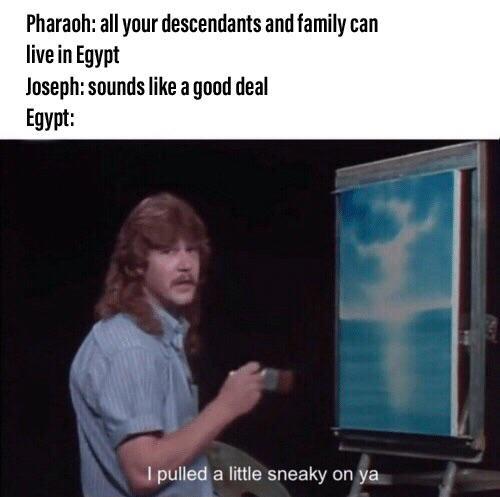 Pharaoh: all your descendants and family can
live in Egypt
Joseph: sounds like a good deal
Egypt:
I pulled a little sneaky on ya